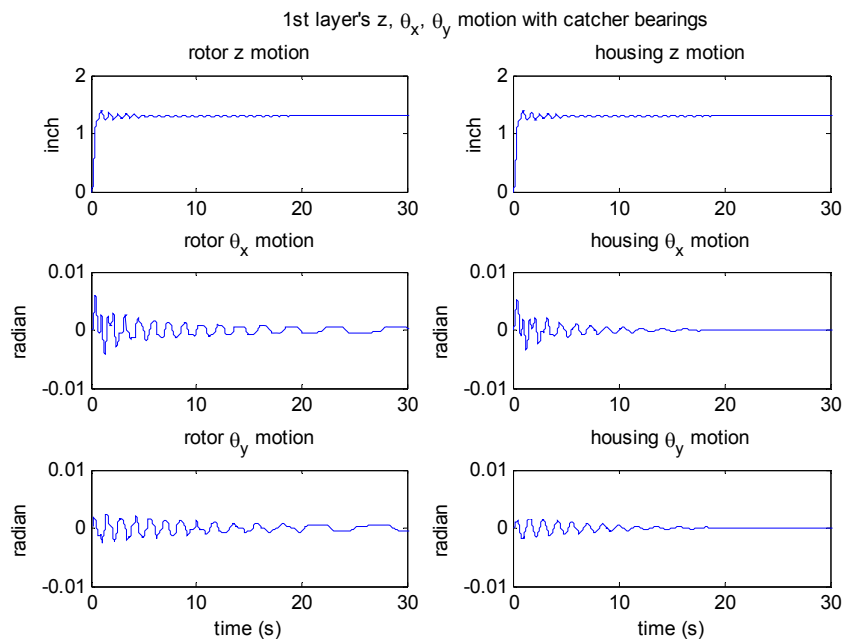 1st layer's z, θx, θy motion with catcher bearings
rotor z motion
housing z motion
2
1
0
inch
0 10 20 30
2
1
0
inch
0 10 20 30
rotor θx motion
housing θx motion
0.01
0
-0.01
radian
0 10 20 30
0.01
0
-0.01
radian
0 10 20 30
rotor θy motion
housing θy motion
0.01
0
-0.01
radian
0 10 20 30
time (s)
0.01
0
-0.01
radian
0 10 20 30
time (s)